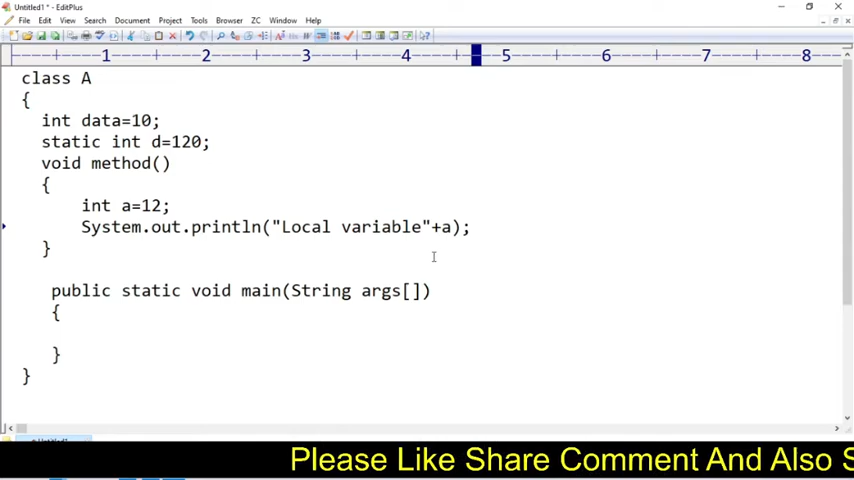 Untitled1 * - EditPlus
File Edit View Search Document Project Tools Browser ZC Window Help
1 2 3 4 5 6 7 8
class A
{
int data=10;
static int d=120;
void method()
{
int a=12;
System.out.println("Local variable"+a);
}
public static void main(String args[])
{
}
}
Please Like Share Comment And Also S